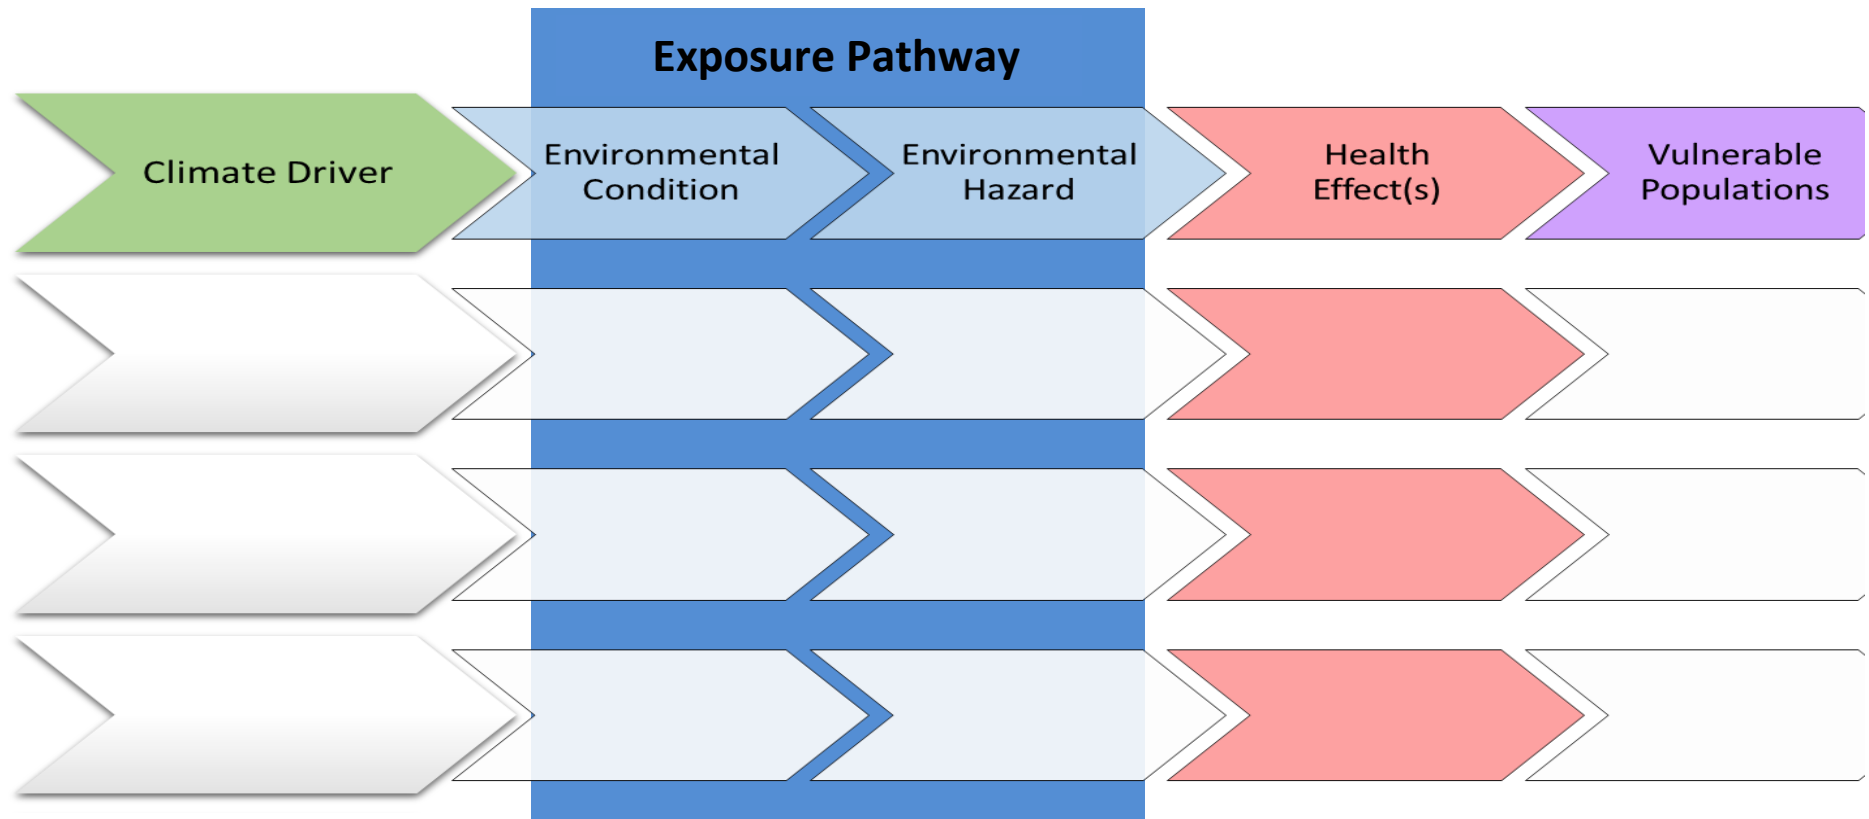 Exposure Pathway
Climate Driver
Environmental
Condition
Environmental
Hazard
Health
Effect(s)
Vulnerable
Populations